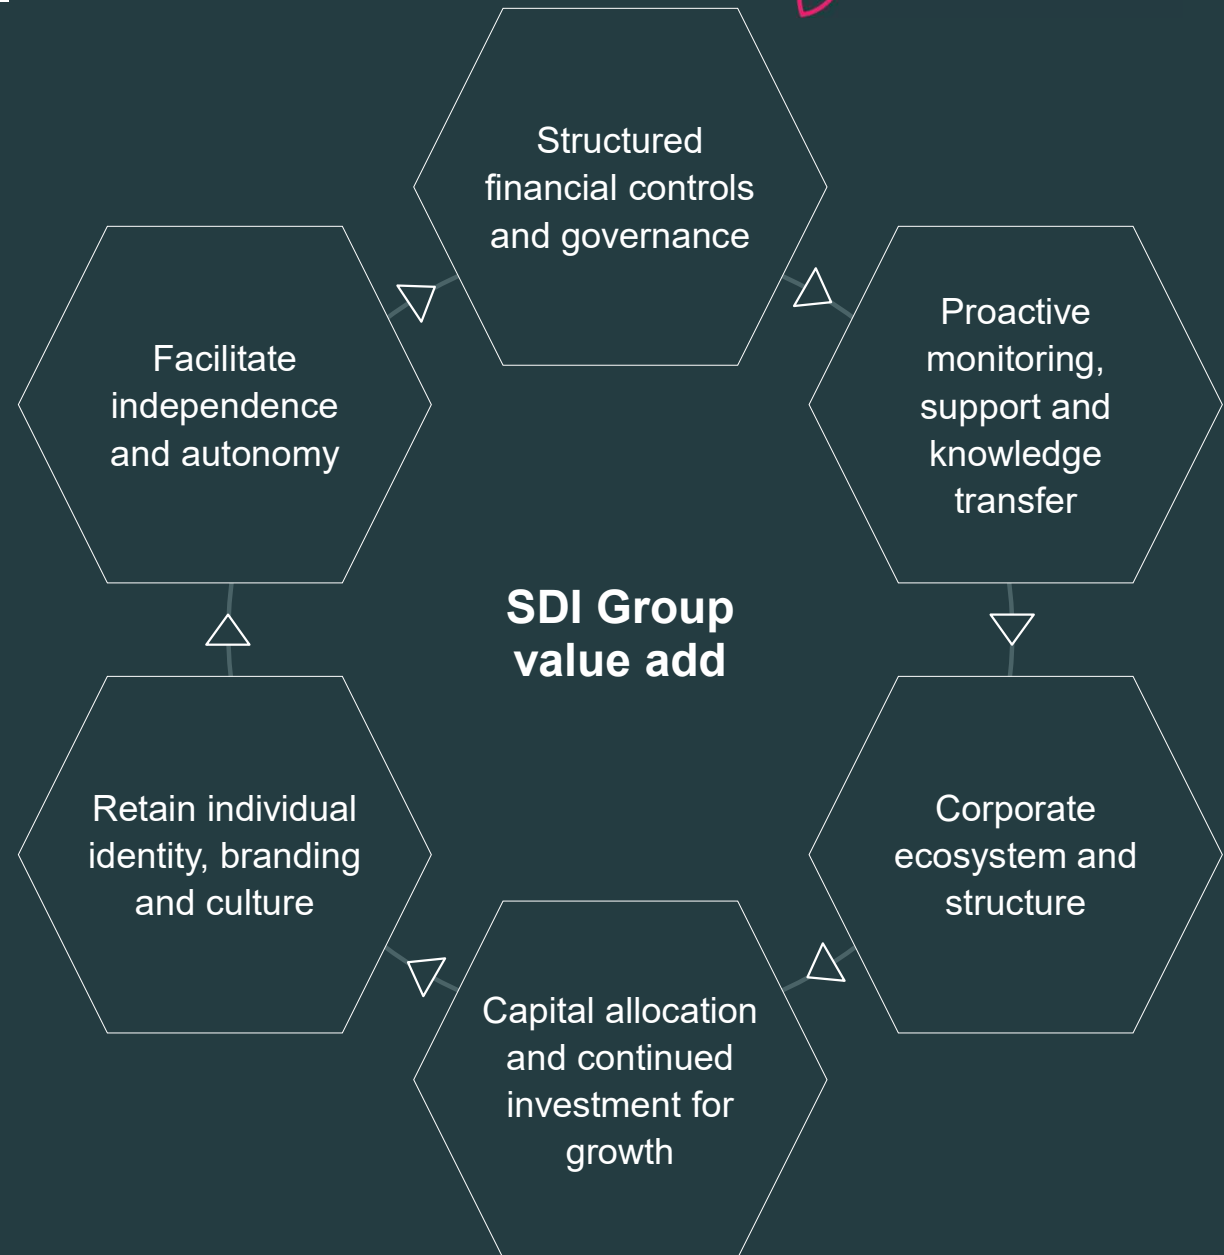 Structured
financial controls
and governance
Proactive
monitoring,
support and
knowledge
transfer
Corporate
ecosystem and
structure
Capital allocation
and continued
investment for
growth
Retain individual
identity, branding
and culture
Facilitate
independence
and autonomy
SDI Group
value add